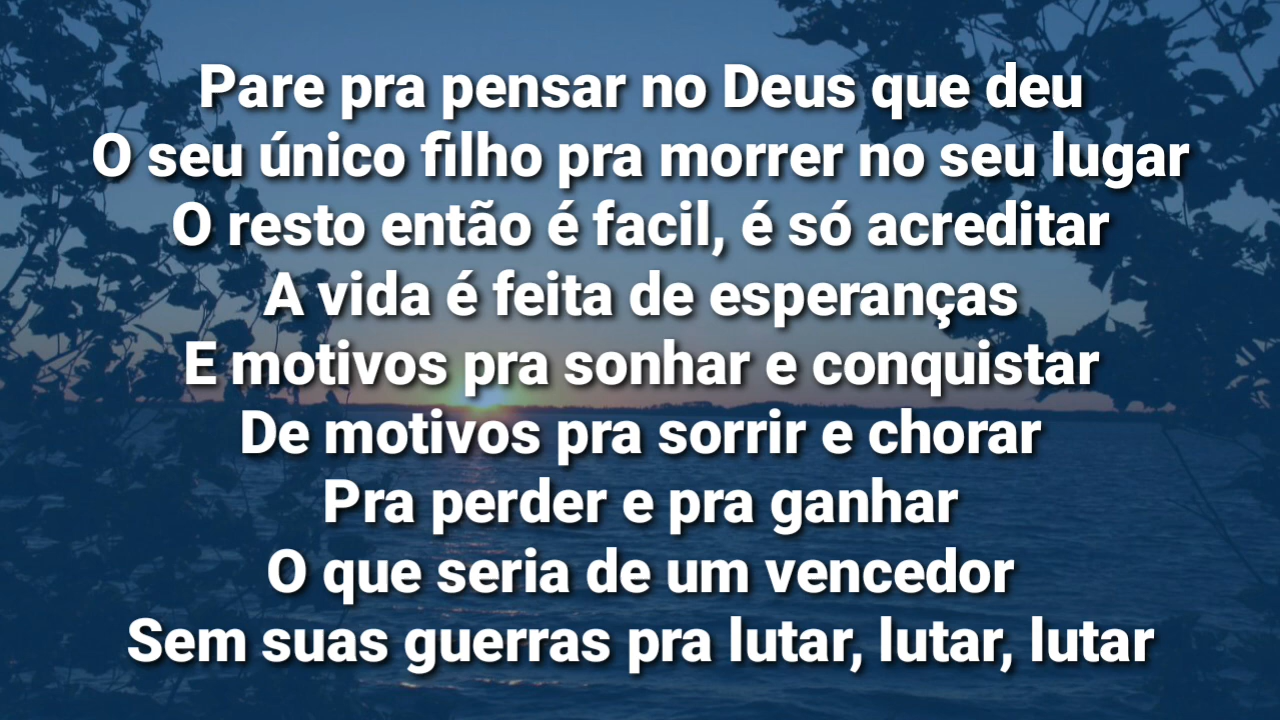 Pare pra pensar no Deus que deu
O seu único filho pra morrer no seu lugar
O resto então é facil, é só acreditar
A vida é feita de esperanças
E motivos pra sonhar e conquistar
De motivos pra sorrir e chorar
Pra perder e pra ganhar
O que seria de um vencedor
Sem suas guerras pra lutar, lutar, lutar